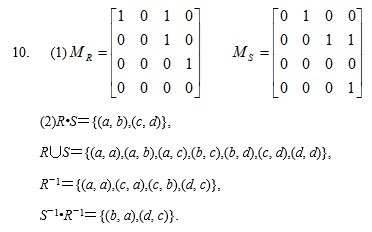 10. (1) M_R = [1 0 1 0; 0 0 1 0; 0 0 0 1; 0 0 0 0] M_S = [0 1 0 0; 0 0 1 1; 0 0 0 0; 0 0 0 1]
(2)R•S={(a, b),(c, d)},
R∪S={(a, a),(a, b),(a, c),(b, c),(b, d),(c, d),(d, d)},
R⁻¹={(a, a),(c, a),(c, b),(d, c)},
S⁻¹•R⁻¹={(b, a),(d, c)}.